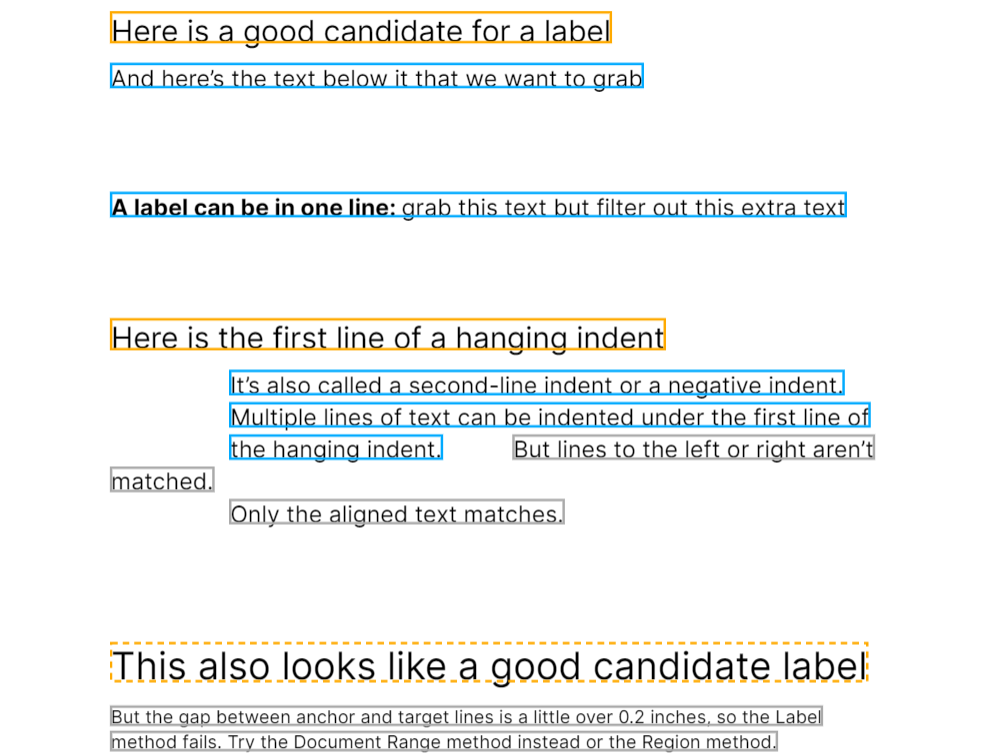 Here is a good candidate for a label
And here’s the text below it that we want to grab
A label can be in one line: grab this text but filter out this extra text
Here is the first line of a hanging indent
It’s also called a second-line indent or a negative indent.
Multiple lines of text can be indented under the first line of
the hanging indent. But lines to the left or right aren’t
matched.
Only the aligned text matches.
This also looks like a good candidate label
But the gap between anchor and target lines is a little over 0.2 inches, so the Label
method fails. Try the Document Range method instead or the Region method.